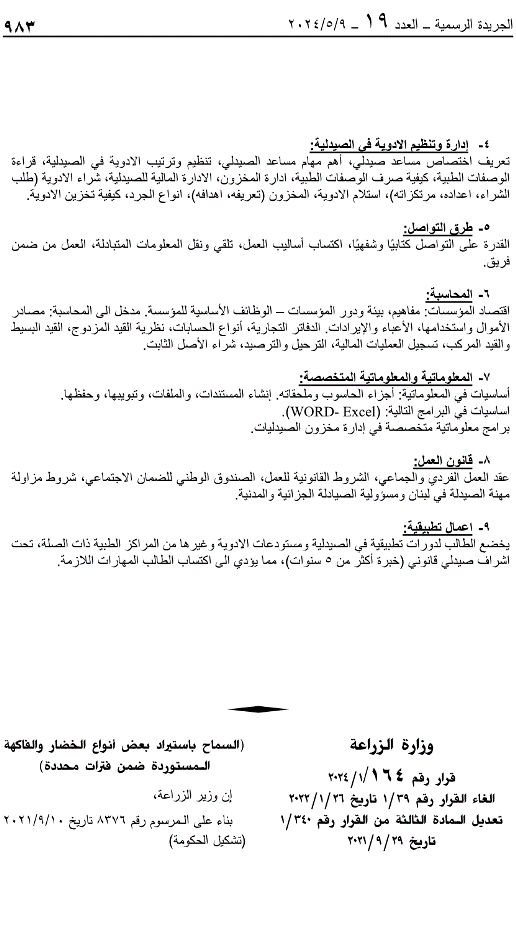 الجريدة الرسمية ــ العدد ١٩ ــ ٢٠٢٤/٥/٩
٩٨٣
٤- إدارة وتنظيم الادوية في الصيدلية:
تعريف اختصاص مساعد صيدلي، أهم مهام مساعد الصيدلي، تنظيم وترتيب الادوية في الصيدلية، قراءة
الوصفات الطبية، كيفية صرف الوصفات الطبية، ادارة المخزون، الادارة المالية للصيدلية، شراء الادوية (طلب
الشراء، اعداده، مرتكزاته)، استلام الادوية، المخزون (تعريفه، اهدافه)، انواع الجرد، كيفية تخزين الادوية.
٥- طرق التواصل:
القدرة على التواصل كتابيًا وشفهيًا، اكتساب أساليب العمل، تلقي ونقل المعلومات المتبادلة، العمل من ضمن
فريق.
٦- المحاسبة:
اقتصاد المؤسسات: مفاهيم، بيئة ودور المؤسسات – الوظائف الأساسية للمؤسسة. مدخل الى المحاسبة: مصادر
الأموال واستخدامها، الأعباء والإيرادات. الدفاتر التجارية، أنواع الحسابات، نظرية القيد المزدوج، القيد البسيط
والقيد المركب، تسجيل العمليات المالية، الترحيل والترصيد، شراء الأصل الثابت.
٧- المعلوماتية والمعلوماتية المتخصصة:
أساسيات في المعلوماتية: أجزاء الحاسوب وملحقاته. إنشاء المستندات، والملفات، وتبويبها، وحفظها.
اساسيات في البرامج التالية: (WORD- Excel).
برامج معلوماتية متخصصة في إدارة مخزون الصيدليات.
٨- قانون العمل:
عقد العمل الفردي والجماعي، الشروط القانونية للعمل، الصندوق الوطني للضمان الاجتماعي، شروط مزاولة
مهنة الصيدلة في لبنان ومسؤولية الصيادلة الجزائية والمدنية.
٩- اعمال تطبيقية:
يخضع الطالب لدورات تطبيقية في الصيدلية ومستودعات الادوية وغيرها من المراكز الطبية ذات الصلة، تحت
اشراف صيدلي قانوني (خبرة أكثر من ٥ سنوات)، مما يؤدي الى اكتساب الطالب المهارات اللازمة.
وزارة الزراعة
قرار رقم ١٦٤/١/٢٠٢٤
الغاء القرار رقم ١/٣٩ تاريخ ٢٠٢٢/١/٢٦
تعديل المادة الثالثة من القرار رقم ١/٣٤٠
تاريخ ٢٠٢١/٩/٢٩
(السماح باستيراد بعض أنواع الخضار والفاكهة
المستوردة ضمن فترات محددة)
إن وزير الزراعة،
بناء على المرسوم رقم ٨٣٧٦ تاريخ ٢٠٢١/٩/١٠
(تشكيل الحكومة)